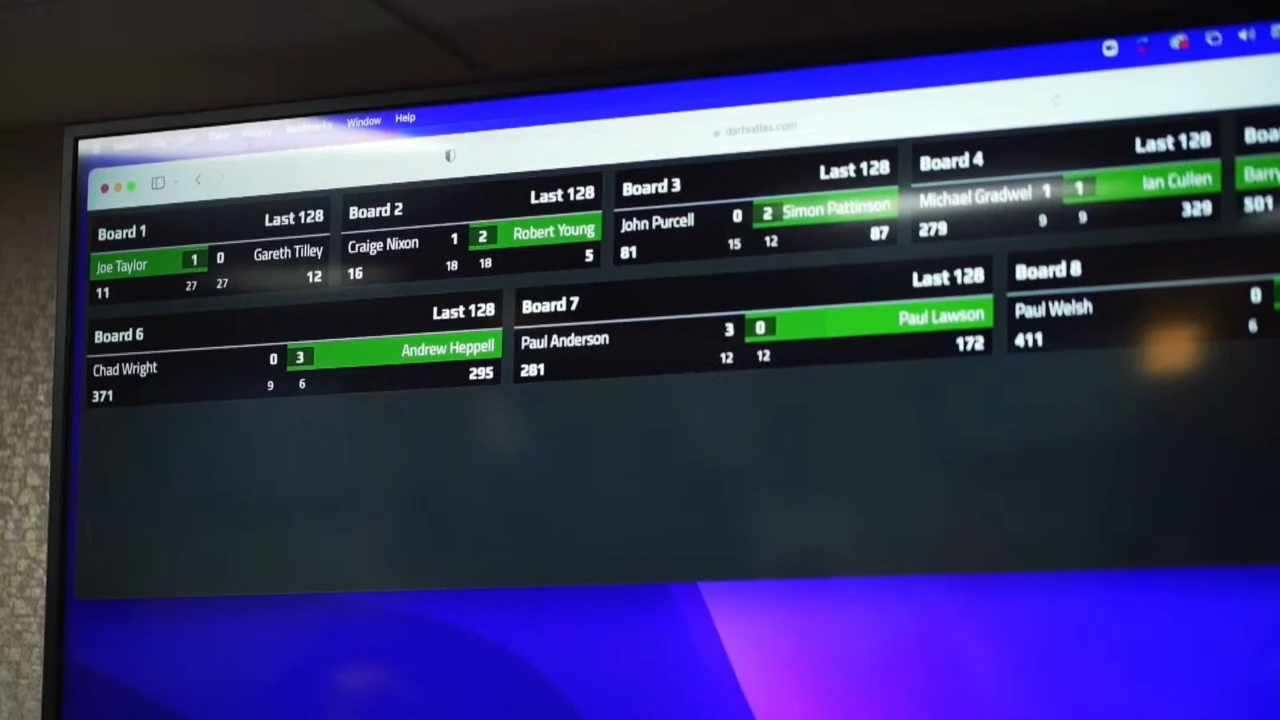 Window Help
dartsatlas.com
Board 1 Last 128
Joe Taylor 1 0 Gareth Tilley
11 27 27 12
Board 2 Last 128
Craige Nixon 1 2 Robert Young
16 18 18 5
Board 3 Last 128
John Purcell 0 2 Simon Pattinson
81 15 12 87
Board 4 Last 128
Michael Gradwel 1 1 Ian Cullen
279 9 9 329
Barry
501
Board 6 Last 128
Chad Wright 0 3 Andrew Heppell
371 9 6 295
Board 7 Last 128
Paul Anderson 3 0 Paul Lawson
281 12 12 172
Board 8
Paul Welsh 0
411 6